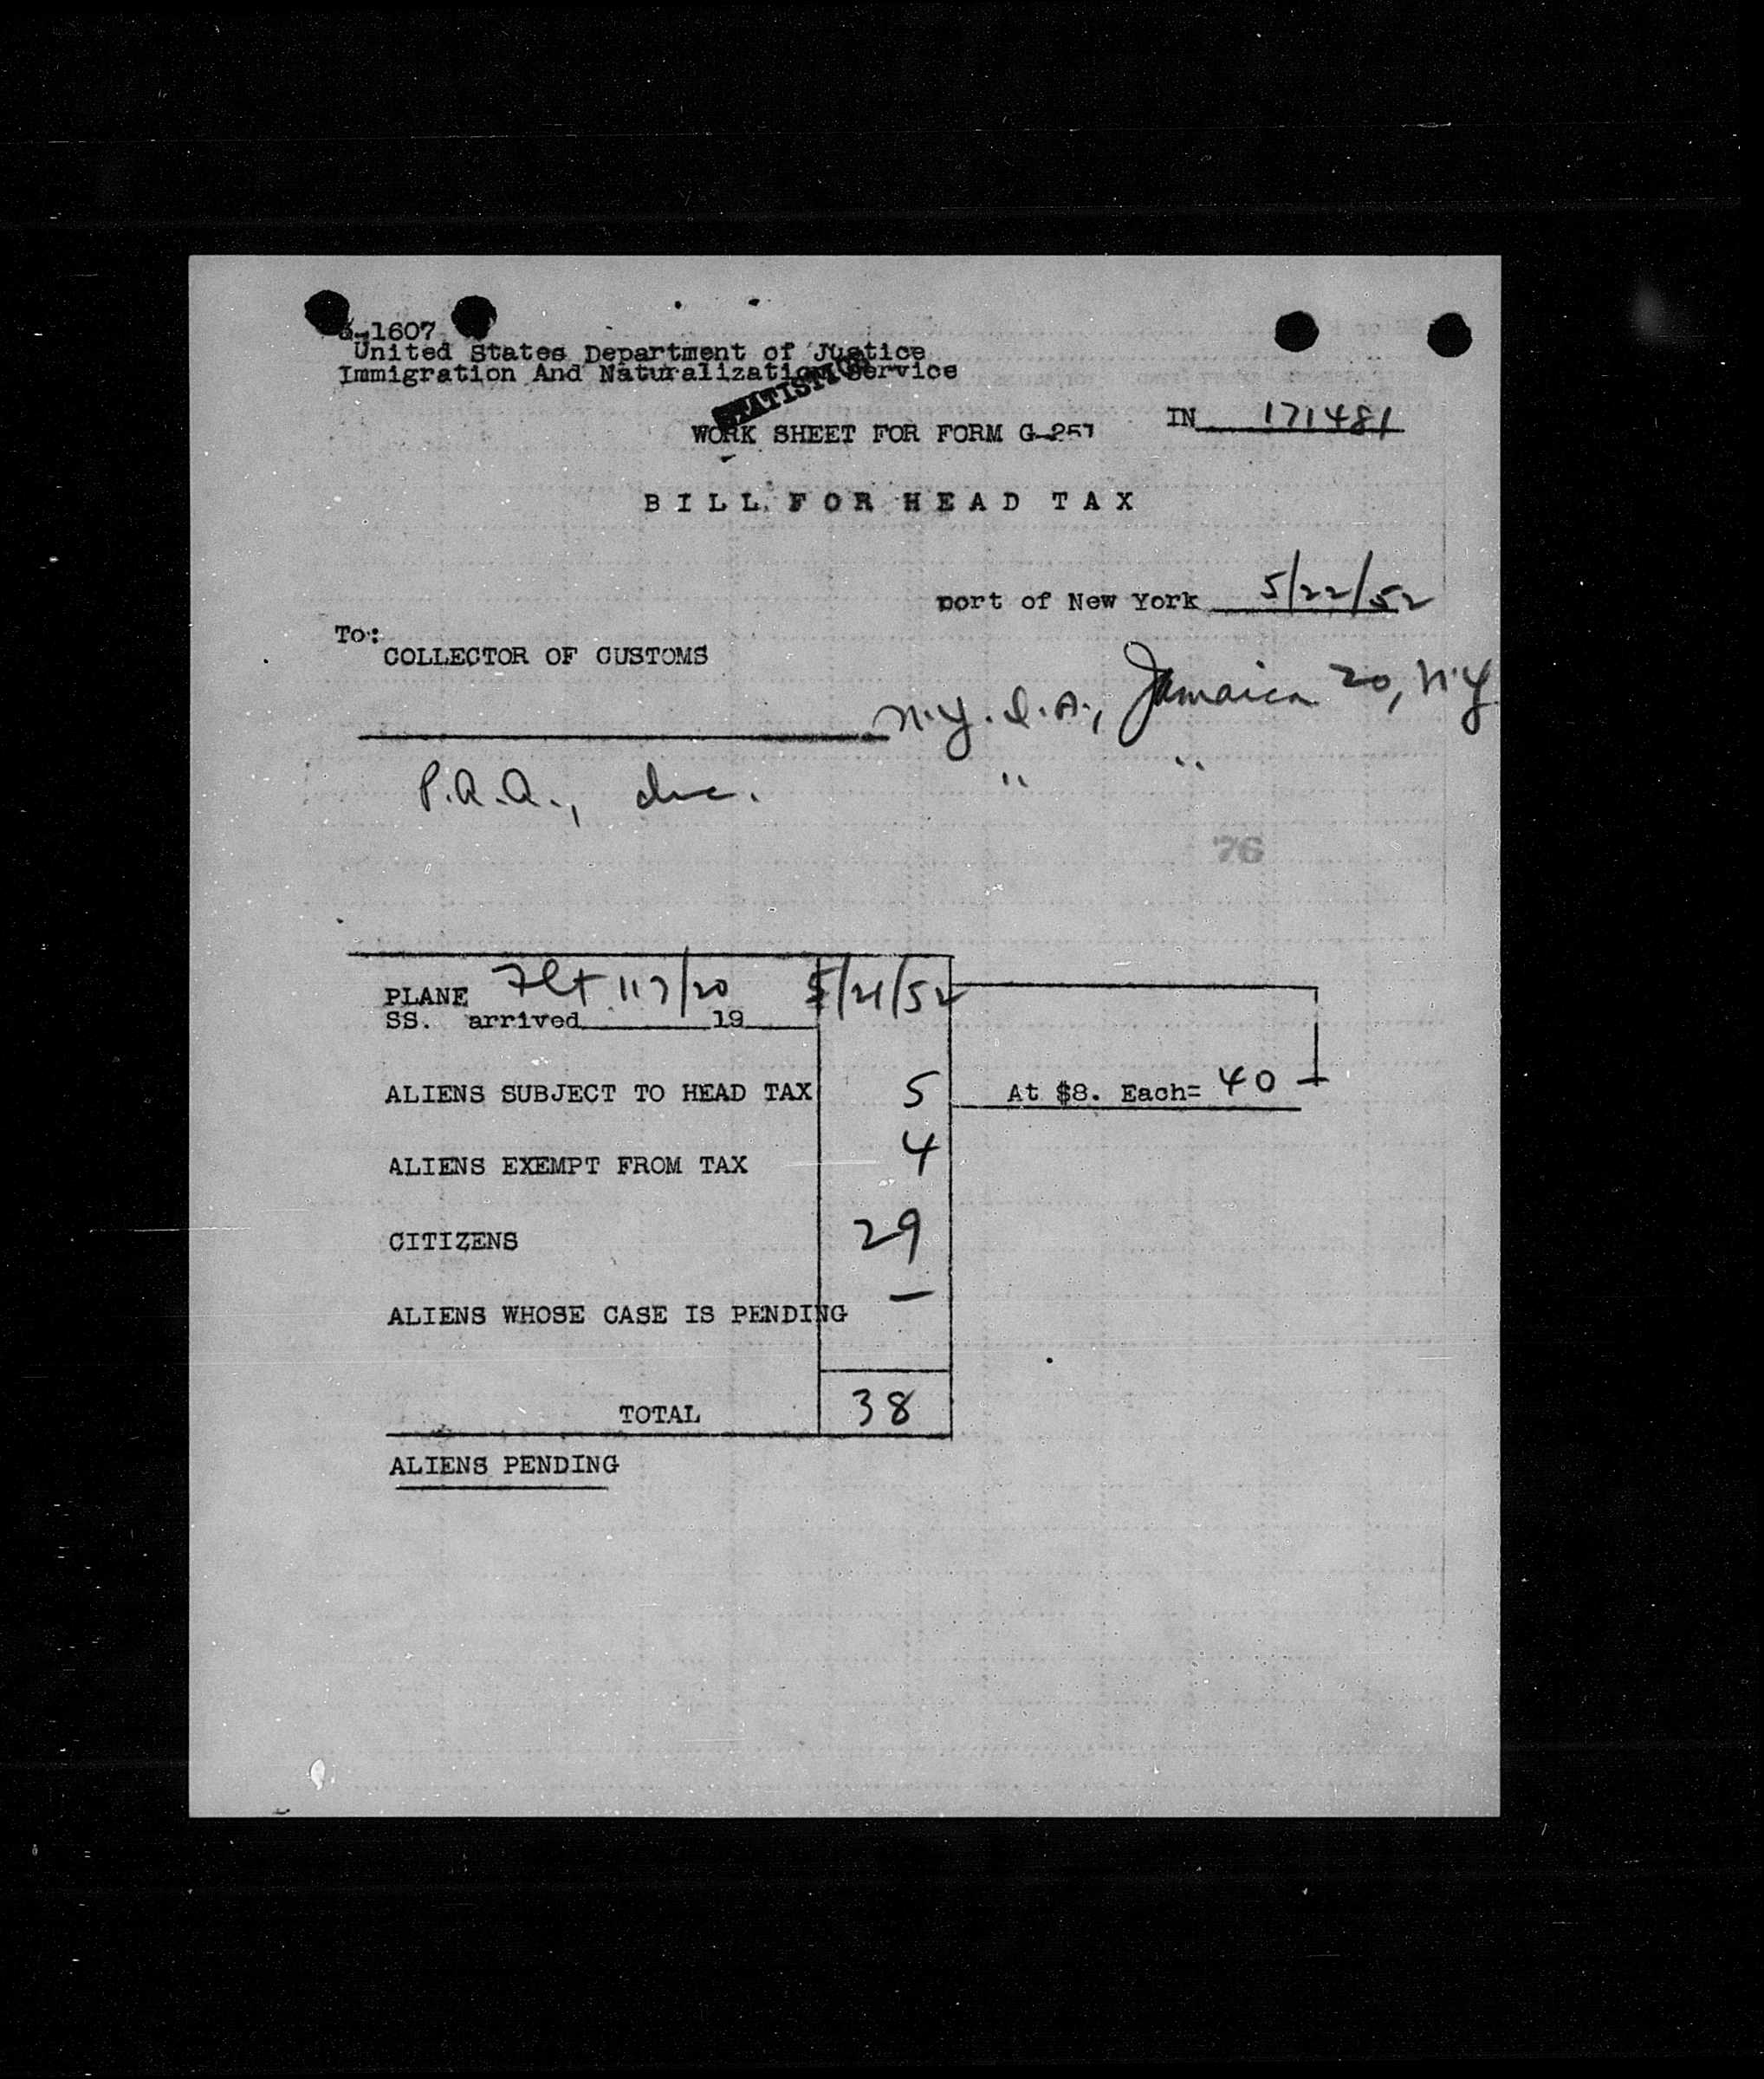 G-1607
United States Department of Justice
Immigration And Naturalization Service
STATISTICS
WORK SHEET FOR FORM G-257
IN 171481
BILL FOR HEAD TAX
port of New York 5/22/52
To:
COLLECTOR OF CUSTOMS
N.Y.I.A., Jamaica 20, N.Y.
P.A.A., Inc. " "
76
PLANE Flt 117/20 5/21/52
SS. arrived 19
ALIENS SUBJECT TO HEAD TAX 5 At $8. Each= 40
ALIENS EXEMPT FROM TAX 4
CITIZENS 29
ALIENS WHOSE CASE IS PENDING —
TOTAL 38
ALIENS PENDING